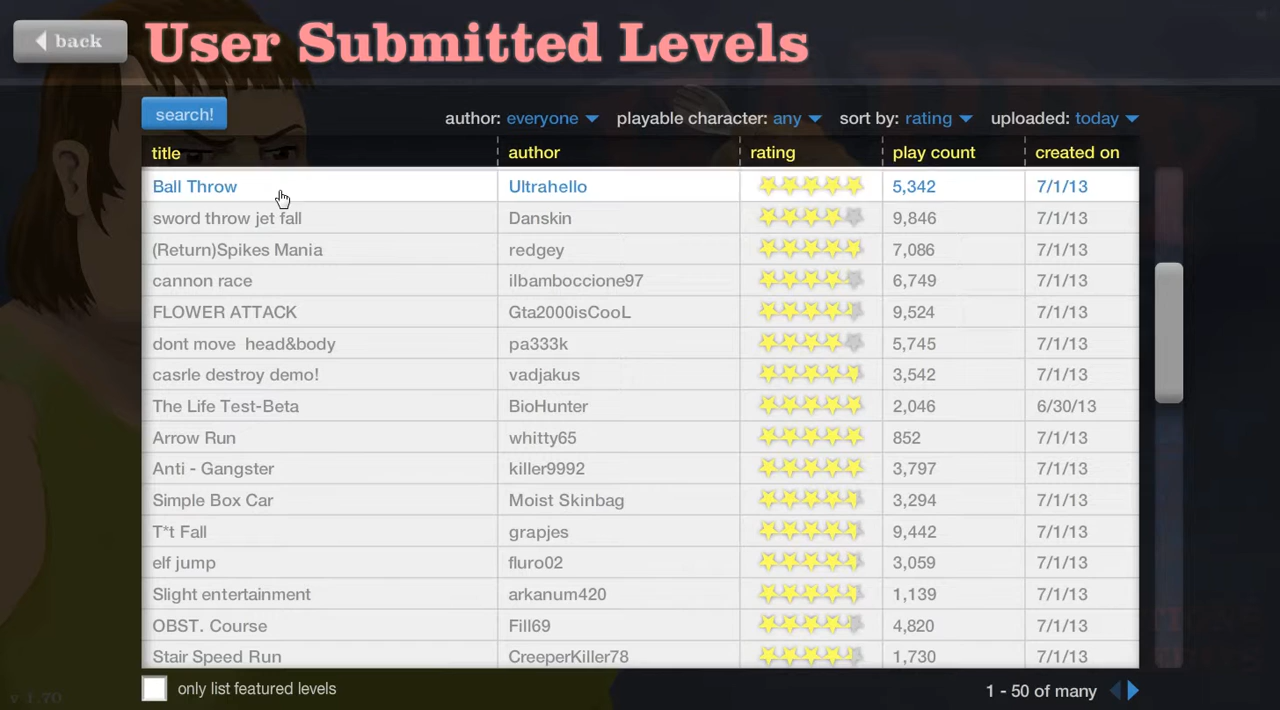 back
User Submitted Levels
search!
author: everyone playable character: any sort by: rating uploaded: today
title author rating play count created on
Ball Throw Ultrahello 5,342 7/1/13
sword throw jet fall Danskin 9,846 7/1/13
(Return)Spikes Mania redgey 7,086 7/1/13
cannon race ilbamboccione97 6,749 7/1/13
FLOWER ATTACK Gta2000isCooL 9,524 7/1/13
dont move  head&body pa333k 5,745 7/1/13
casrle destroy demo! vadjakus 3,542 7/1/13
The Life Test-Beta BioHunter 2,046 6/30/13
Arrow Run whitty65 852 7/1/13
Anti - Gangster killer9992 3,797 7/1/13
Simple Box Car Moist Skinbag 3,294 7/1/13
T*t Fall grapjes 9,442 7/1/13
elf jump fluro02 3,059 7/1/13
Slight entertainment arkanum420 1,139 7/1/13
OBST. Course Fill69 4,820 7/1/13
Stair Speed Run CreeperKiller78 1,730 7/1/13
only list featured levels 1 - 50 of many
v 1.70